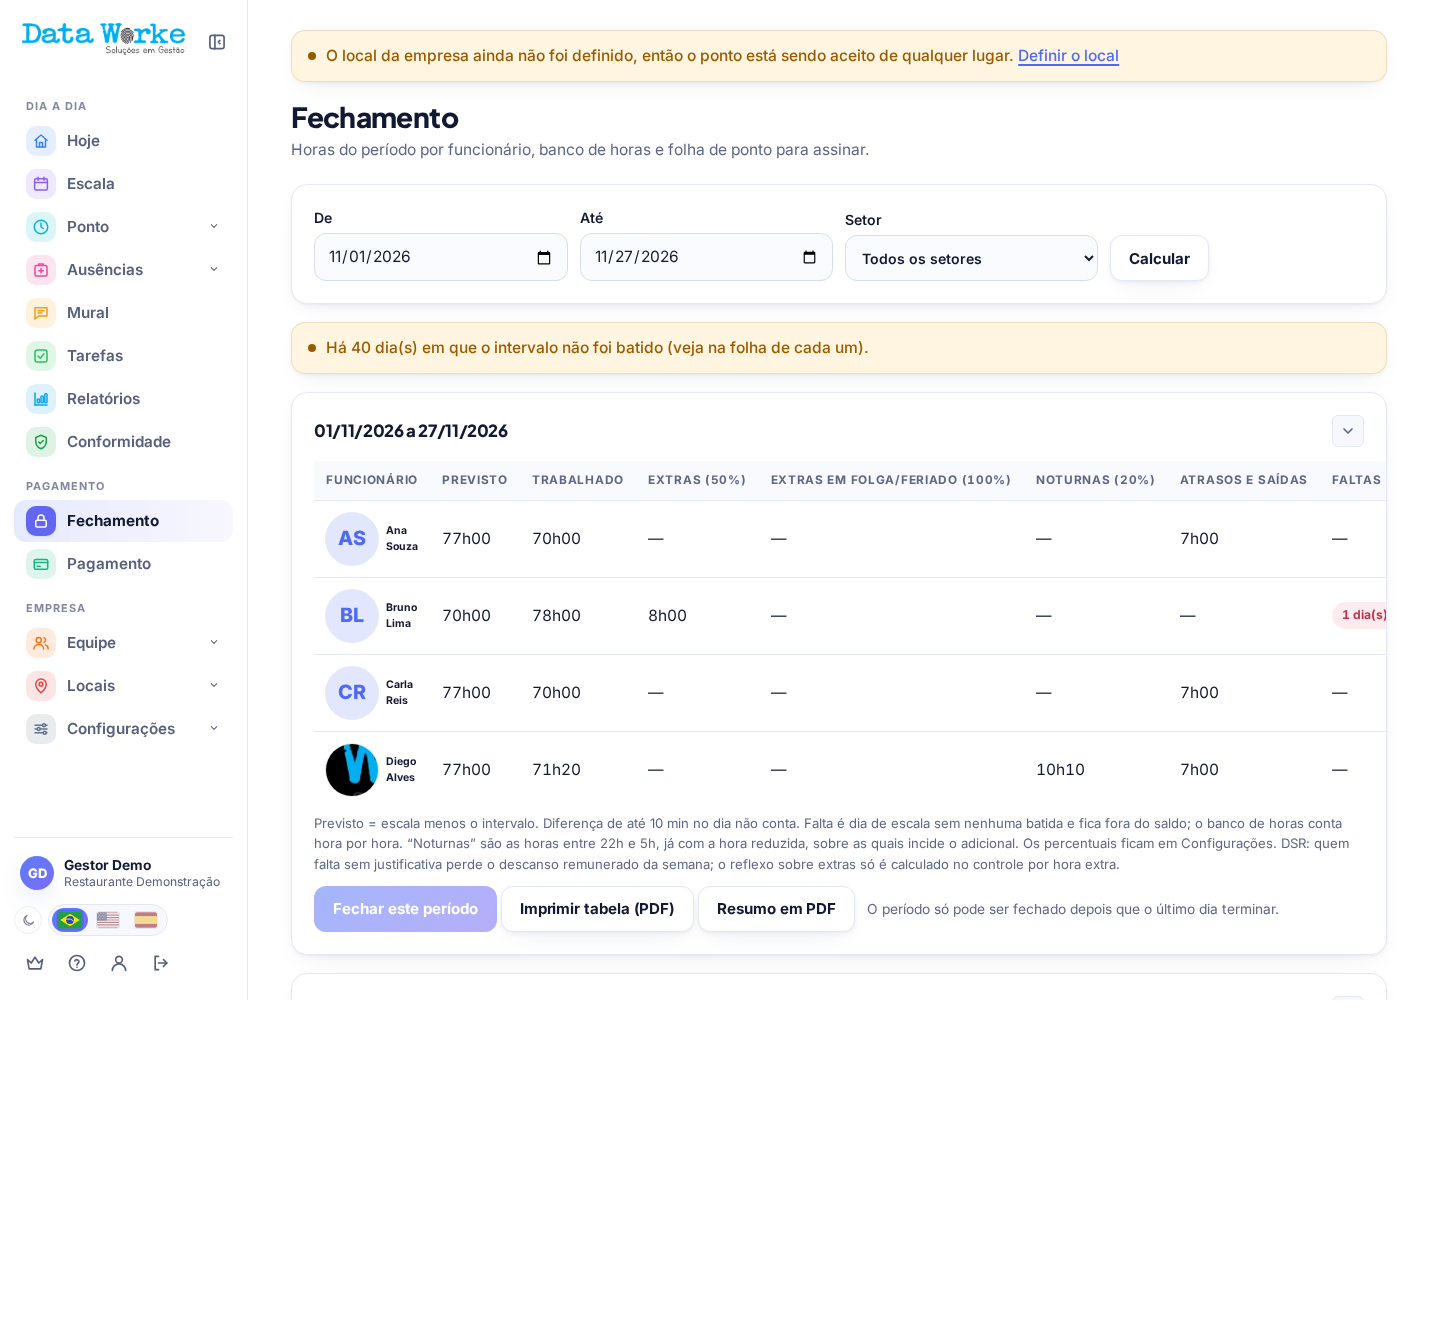 Data Worke
Soluções em Gestão
DIA A DIA
Hoje
Escala
Ponto
Ausências
Mural
Tarefas
Relatórios
Conformidade
PAGAMENTO
Fechamento
Pagamento
EMPRESA
Equipe
Locais
Configurações
GD
Gestor Demo
Restaurante Demonstração
O local da empresa ainda não foi definido, então o ponto está sendo aceito de qualquer lugar. Definir o local
Fechamento
Horas do período por funcionário, banco de horas e folha de ponto para assinar.
De
Até
Setor
11/01/2026
11/27/2026
Todos os setores
Calcular
Há 40 dia(s) em que o intervalo não foi batido (veja na folha de cada um).
01/11/2026 a 27/11/2026
FUNCIONÁRIO PREVISTO TRABALHADO EXTRAS (50%) EXTRAS EM FOLGA/FERIADO (100%) NOTURNAS (20%) ATRASOS E SAÍDAS FALTAS
AS Ana Souza 77h00 70h00 — — — 7h00 —
BL Bruno Lima 70h00 78h00 8h00 — — — 1 dia(s)
CR Carla Reis 77h00 70h00 — — — 7h00 —
Diego Alves 77h00 71h20 — — 10h10 7h00 —
Previsto = escala menos o intervalo. Diferença de até 10 min no dia não conta. Falta é dia de escala sem nenhuma batida e fica fora do saldo; o banco de horas conta
hora por hora. “Noturnas” são as horas entre 22h e 5h, já com a hora reduzida, sobre as quais incide o adicional. Os percentuais ficam em Configurações. DSR: quem
falta sem justificativa perde o descanso remunerado da semana; o reflexo sobre extras só é calculado no controle por hora extra.
Fechar este período
Imprimir tabela (PDF)
Resumo em PDF
O período só pode ser fechado depois que o último dia terminar.